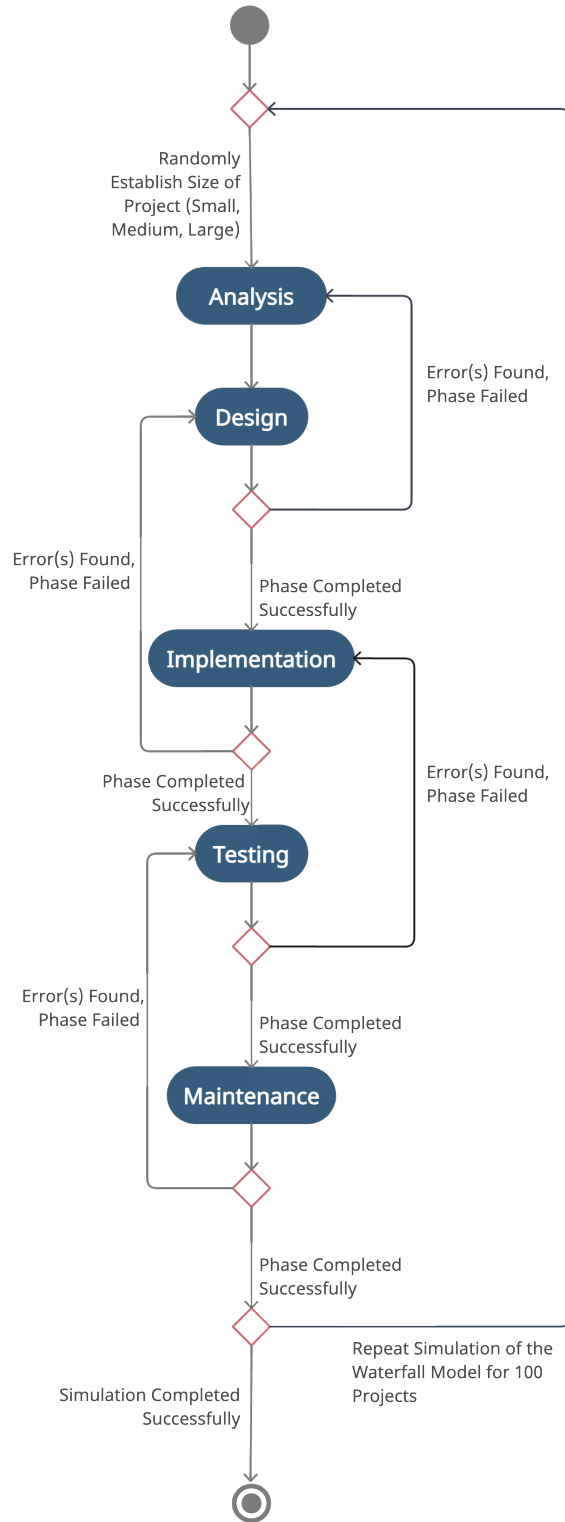 Randomly
Establish Size of
Project (Small,
Medium, Large)
Analysis
Error(s) Found,
Phase Failed
Design
Error(s) Found,
Phase Failed
Phase Completed
Successfully
Implementation
Error(s) Found,
Phase Failed
Phase Completed
Successfully
Testing
Error(s) Found,
Phase Failed
Phase Completed
Successfully
Maintenance
Phase Completed
Successfully
Repeat Simulation of the
Waterfall Model for 100
Projects
Simulation Completed
Successfully